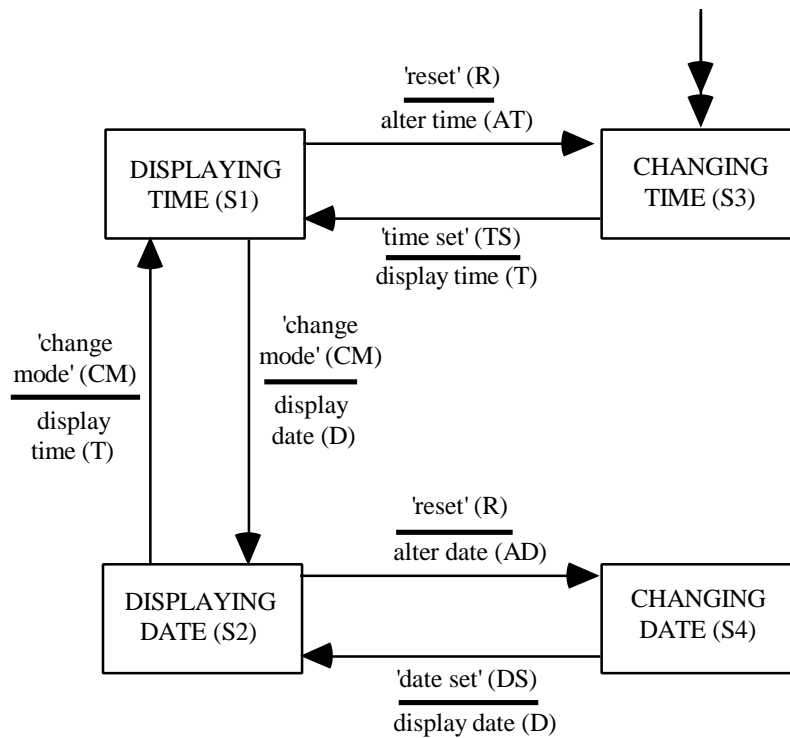 'reset' (R)
alter time (AT)
DISPLAYING
TIME (S1)
CHANGING
TIME (S3)
'time set' (TS)
display time (T)
'change
mode' (CM)
display
time (T)
'change
mode' (CM)
display
date (D)
'reset' (R)
alter date (AD)
DISPLAYING
DATE (S2)
CHANGING
DATE (S4)
'date set' (DS)
display date (D)